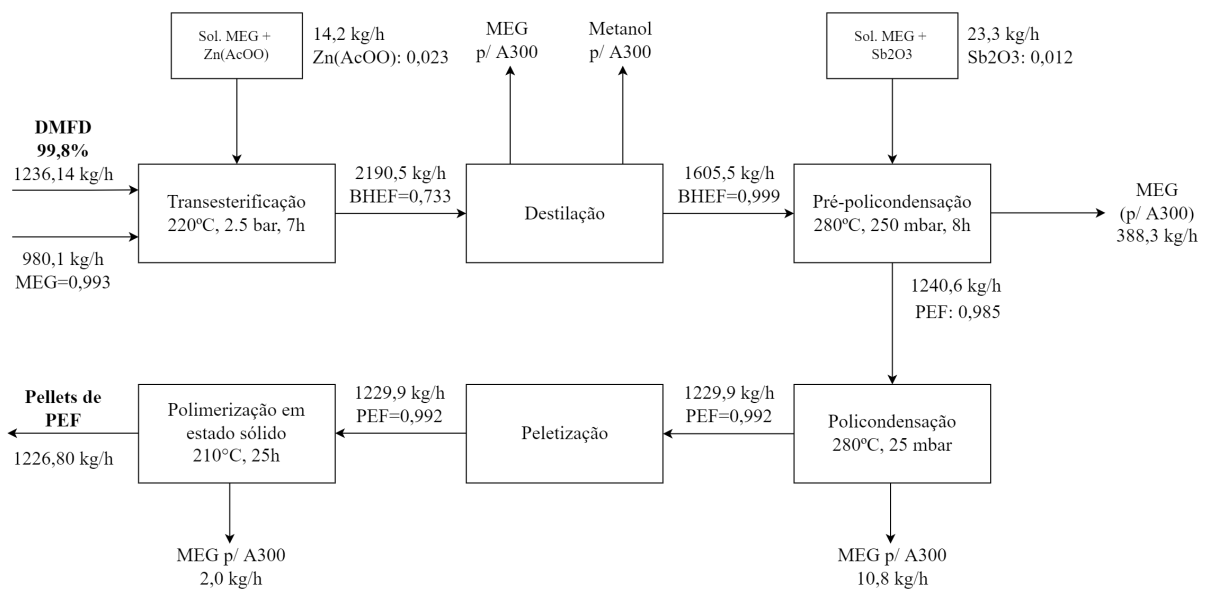 Sol. MEG +
Zn(AcOO)
14,2 kg/h
Zn(AcOO): 0,023
MEG
p/ A300
Metanol
p/ A300
Sol. MEG +
Sb2O3
23,3 kg/h
Sb2O3: 0,012
DMFD
99,8%
1236,14 kg/h
980,1 kg/h
MEG=0,993
Transesterificação
220ºC, 2.5 bar, 7h
2190,5 kg/h
BHEF=0,733
Destilação
1605,5 kg/h
BHEF=0,999
Pré-policondensação
280ºC, 250 mbar, 8h
MEG
(p/ A300)
388,3 kg/h
1240,6 kg/h
PEF: 0,985
Pellets de
PEF
1226,80 kg/h
Polimerização em
estado sólido
210°C, 25h
1229,9 kg/h
PEF=0,992
Peletização
1229,9 kg/h
PEF=0,992
Policondensação
280ºC, 25 mbar
MEG p/ A300
2,0 kg/h
MEG p/ A300
10,8 kg/h